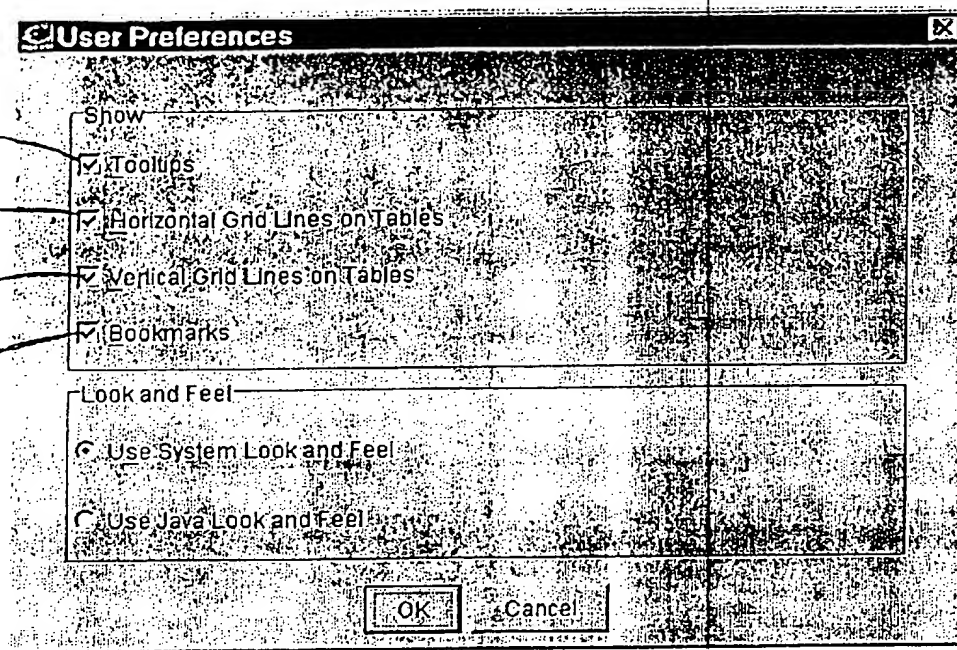 User Preferences
Show
Tooltips
Horizontal Grid Lines on Tables
Vertical Grid Lines on Tables
Bookmarks
Look and Feel
Use System Look and Feel
Use Java Look and Feel
OK
Cancel